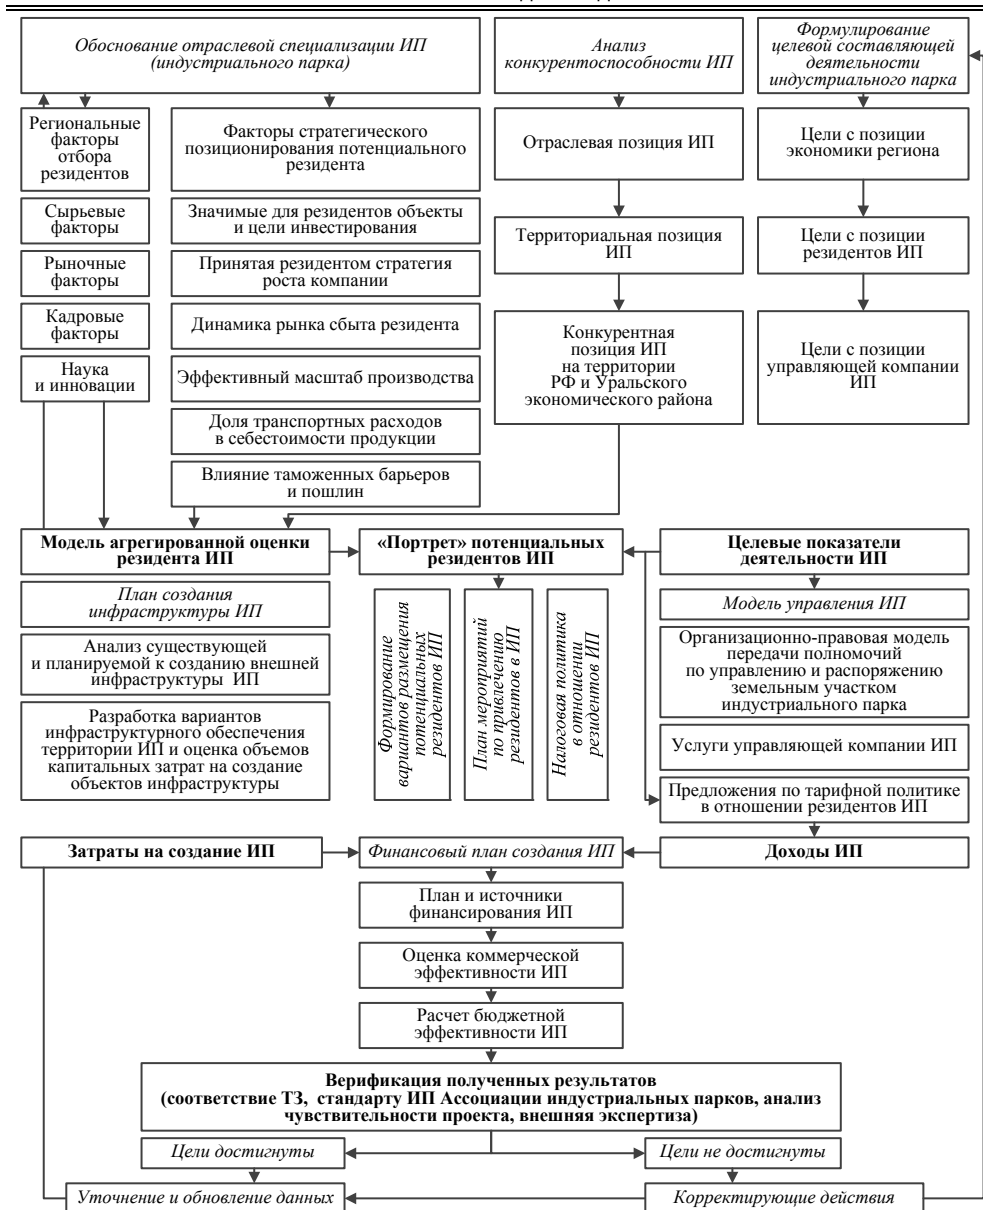 Обоснование отраслевой специализации ИП
(индустриального парка)
Анализ
конкурентоспособности ИП
Формулирование
целевой составляющей
деятельности
индустриального парка
Региональные
факторы
отбора
резидентов
Факторы стратегического
позиционирования потенциального
резидента
Отраслевая позиция ИП
Цели с позиции
экономики региона
Сырьевые
факторы
Значимые для резидентов объекты
и цели инвестирования
Территориальная позиция
ИП
Цели с позиции
резидентов ИП
Рыночные
факторы
Принятая резидентом стратегия
роста компании
Кадровые
факторы
Динамика рынка сбыта резидента
Конкурентная
позиция ИП
на территории
РФ и Уральского
экономического района
Цели с позиции
управляющей компании
ИП
Наука
и инновации
Эффективный масштаб производства
Доля транспортных расходов
в себестоимости продукции
Влияние таможенных барьеров
и пошлин
Модель агрегированной оценки
резидента ИП
«Портрет» потенциальных
резидентов ИП
Целевые показатели
деятельности ИП
План создания
инфраструктуры ИП
Анализ существующей
и планируемой к созданию внешней
инфраструктуры ИП
Разработка вариантов
инфраструктурного обеспечения
территории ИП и оценка объемов
капитальных затрат на создание
объектов инфраструктуры
Формирование
вариантов размещения
потенциальных
резидентов ИП
План мероприятий
по привлечению
резидентов в ИП
Налоговая политика
в отношении
резидентов ИП
Модель управления ИП
Организационно-правовая модель
передачи полномочий
по управлению и распоряжению
земельным участком
индустриального парка
Услуги управляющей компании ИП
Предложения по тарифной политике
в отношении резидентов ИП
Затраты на создание ИП
Финансовый план создания ИП
Доходы ИП
План и источники
финансирования ИП
Оценка коммерческой
эффективности ИП
Расчет бюджетной
эффективности ИП
Верификация полученных результатов
(соответствие ТЗ, стандарту ИП Ассоциации индустриальных парков, анализ
чувствительности проекта, внешняя экспертиза)
Цели достигнуты
Цели не достигнуты
Уточнение и обновление данных
Корректирующие действия